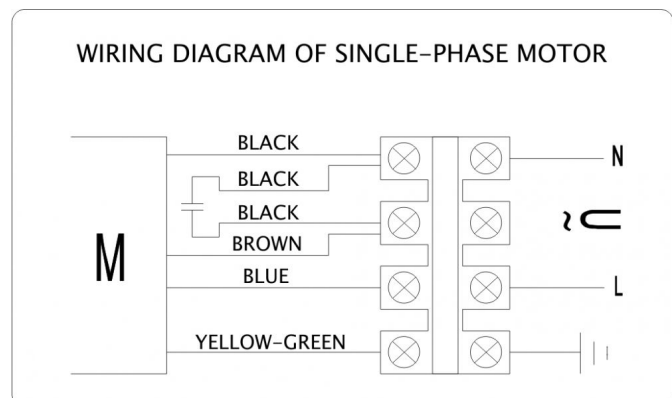 WIRING DIAGRAM OF SINGLE-PHASE MOTOR
BLACK
N
BLACK
BLACK
~U
BROWN
M
BLUE
L
YELLOW-GREEN